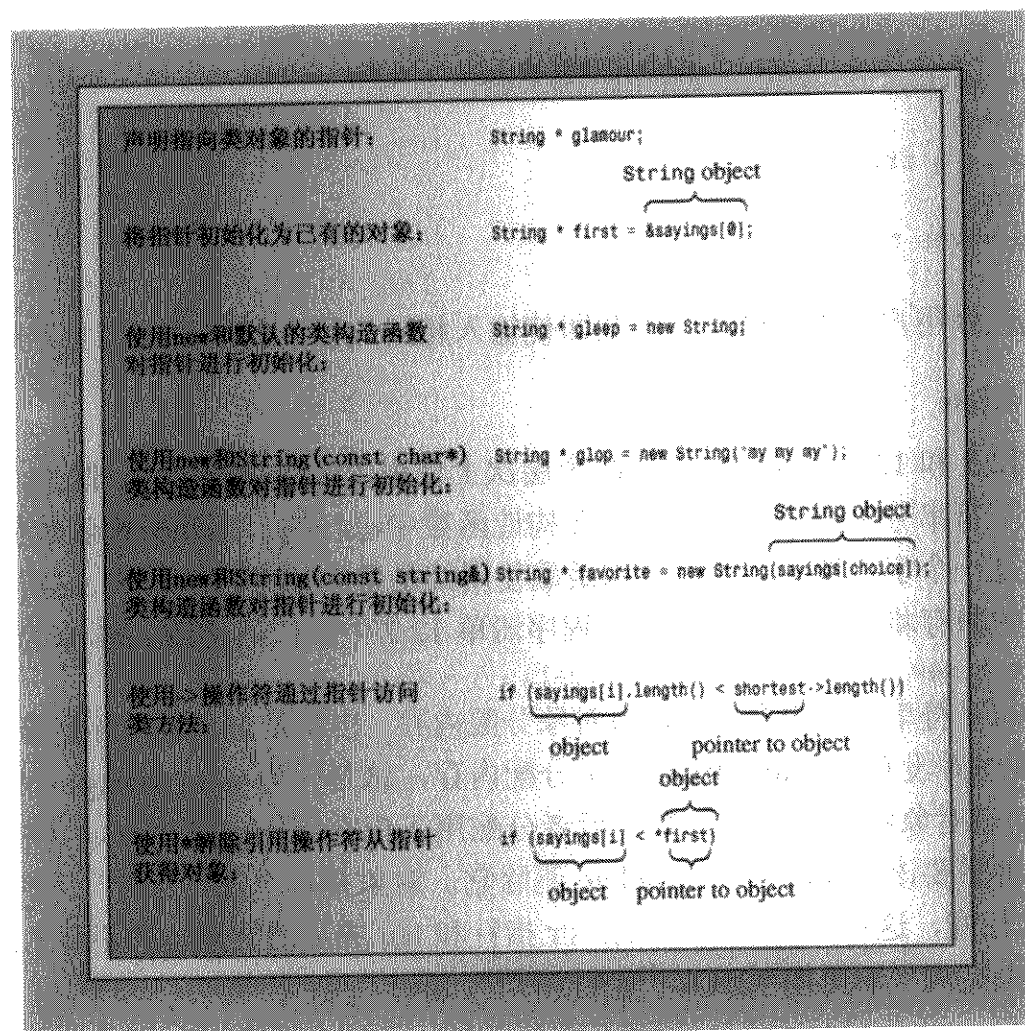 声明指向类对象的指针：
String * glamour;
String object
将指针初始化为已有的对象：
String * first = &sayings[0];
使用new和默认的类构造函数
对指针进行初始化：
String * gleep = new String;
使用new和String(const char*)
类构造函数对指针进行初始化：
String * glop = new String("my my my");
String object
使用new和String(const string&)
类构造函数对指针进行初始化：
String * favorite = new String(sayings[choice]);
使用->操作符通过指针访问
类方法：
if (sayings[i].length() < shortest->length())
object pointer to object
object
使用*解除引用操作符从指针
获得对象：
if (sayings[i] < *first)
object pointer to object